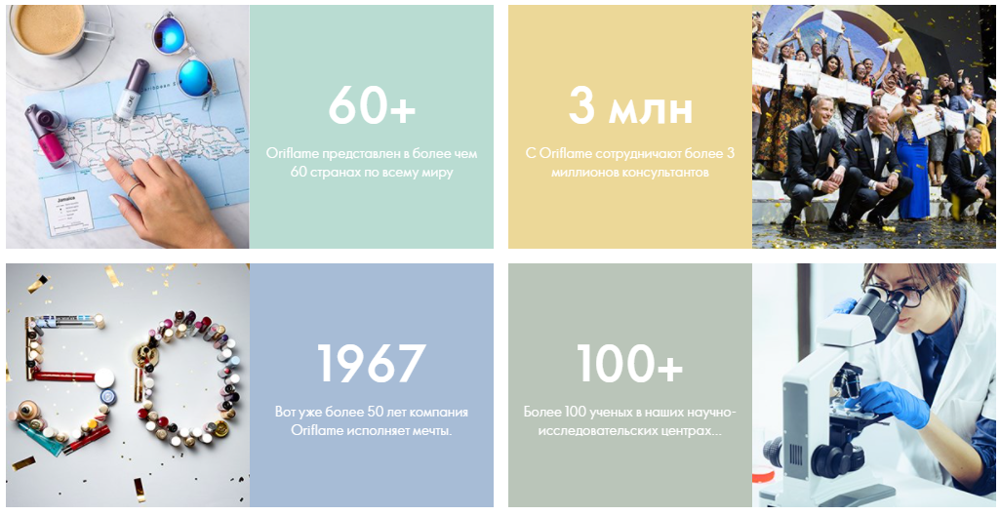 60+
Oriflame представлен в более чем
60 странах по всему миру
3 млн
С Oriflame сотрудничают более 3
миллионов консультантов
Jamaica
1967
Вот уже более 50 лет компания
Oriflame исполняет мечты.
100+
Более 100 ученых в наших научно-
исследовательских центрах...